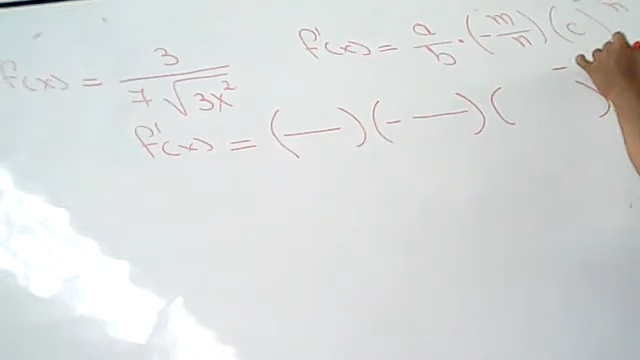 f(x) = 3 / 7√3x²
f'(x) = a/b · (-m/n)(c)
f'(x) = (—)(- —)( )